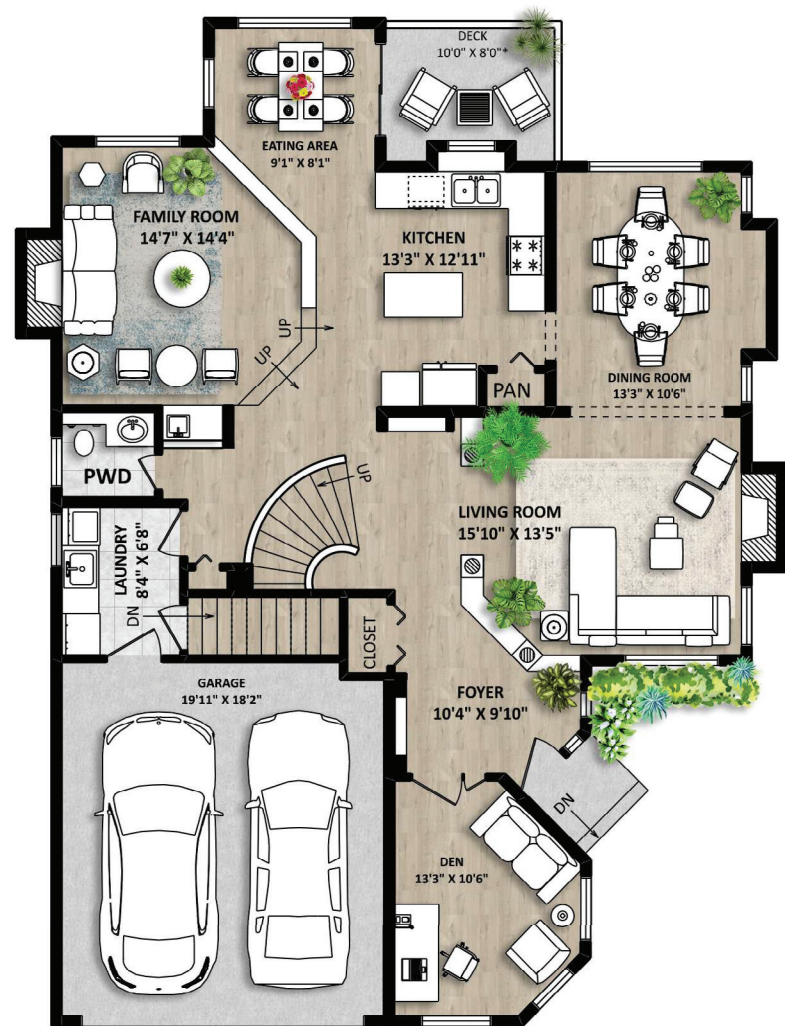 DECK
10'0" X 8'0"*
EATING AREA
9'1" X 8'1"
FAMILY ROOM
14'7" X 14'4"
KITCHEN
13'3" X 12'11"
UP
UP
DINING ROOM
13'3" X 10'6"
PAN
PWD
UP
LIVING ROOM
15'10" X 13'5"
LAUNDRY
8'4" X 6'8"
DN
CLOSET
GARAGE
19'11" X 18'2"
FOYER
10'4" X 9'10"
DN
DEN
13'3" X 10'6"